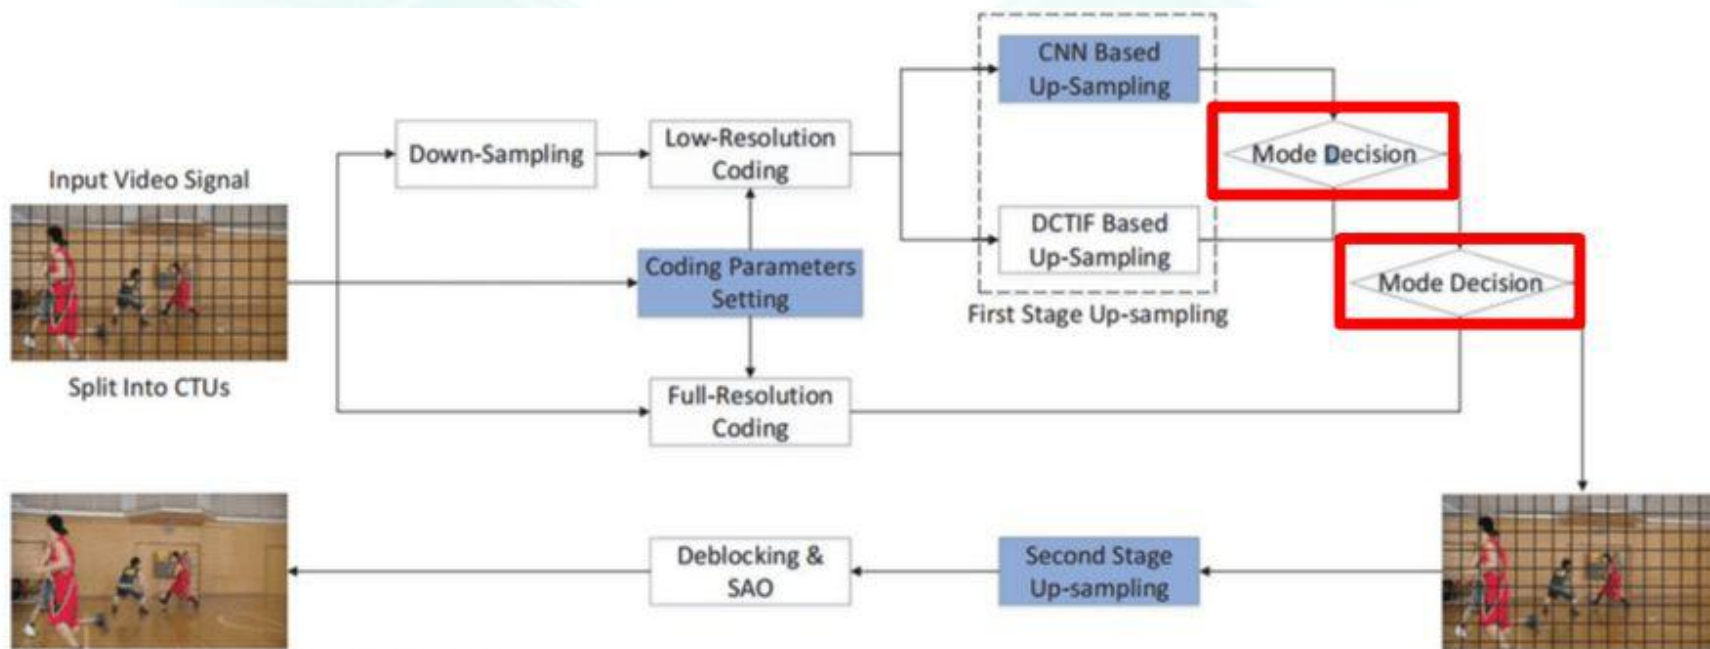 CNN Based
Up-Sampling
Down-Sampling
Low-Resolution
Coding
Mode Decision
Input Video Signal
DCTIF Based
Up-Sampling
Coding Parameters
Setting
Mode Decision
First Stage Up-sampling
Split Into CTUs
Full-Resolution
Coding
Deblocking &
SAO
Second Stage
Up-sampling